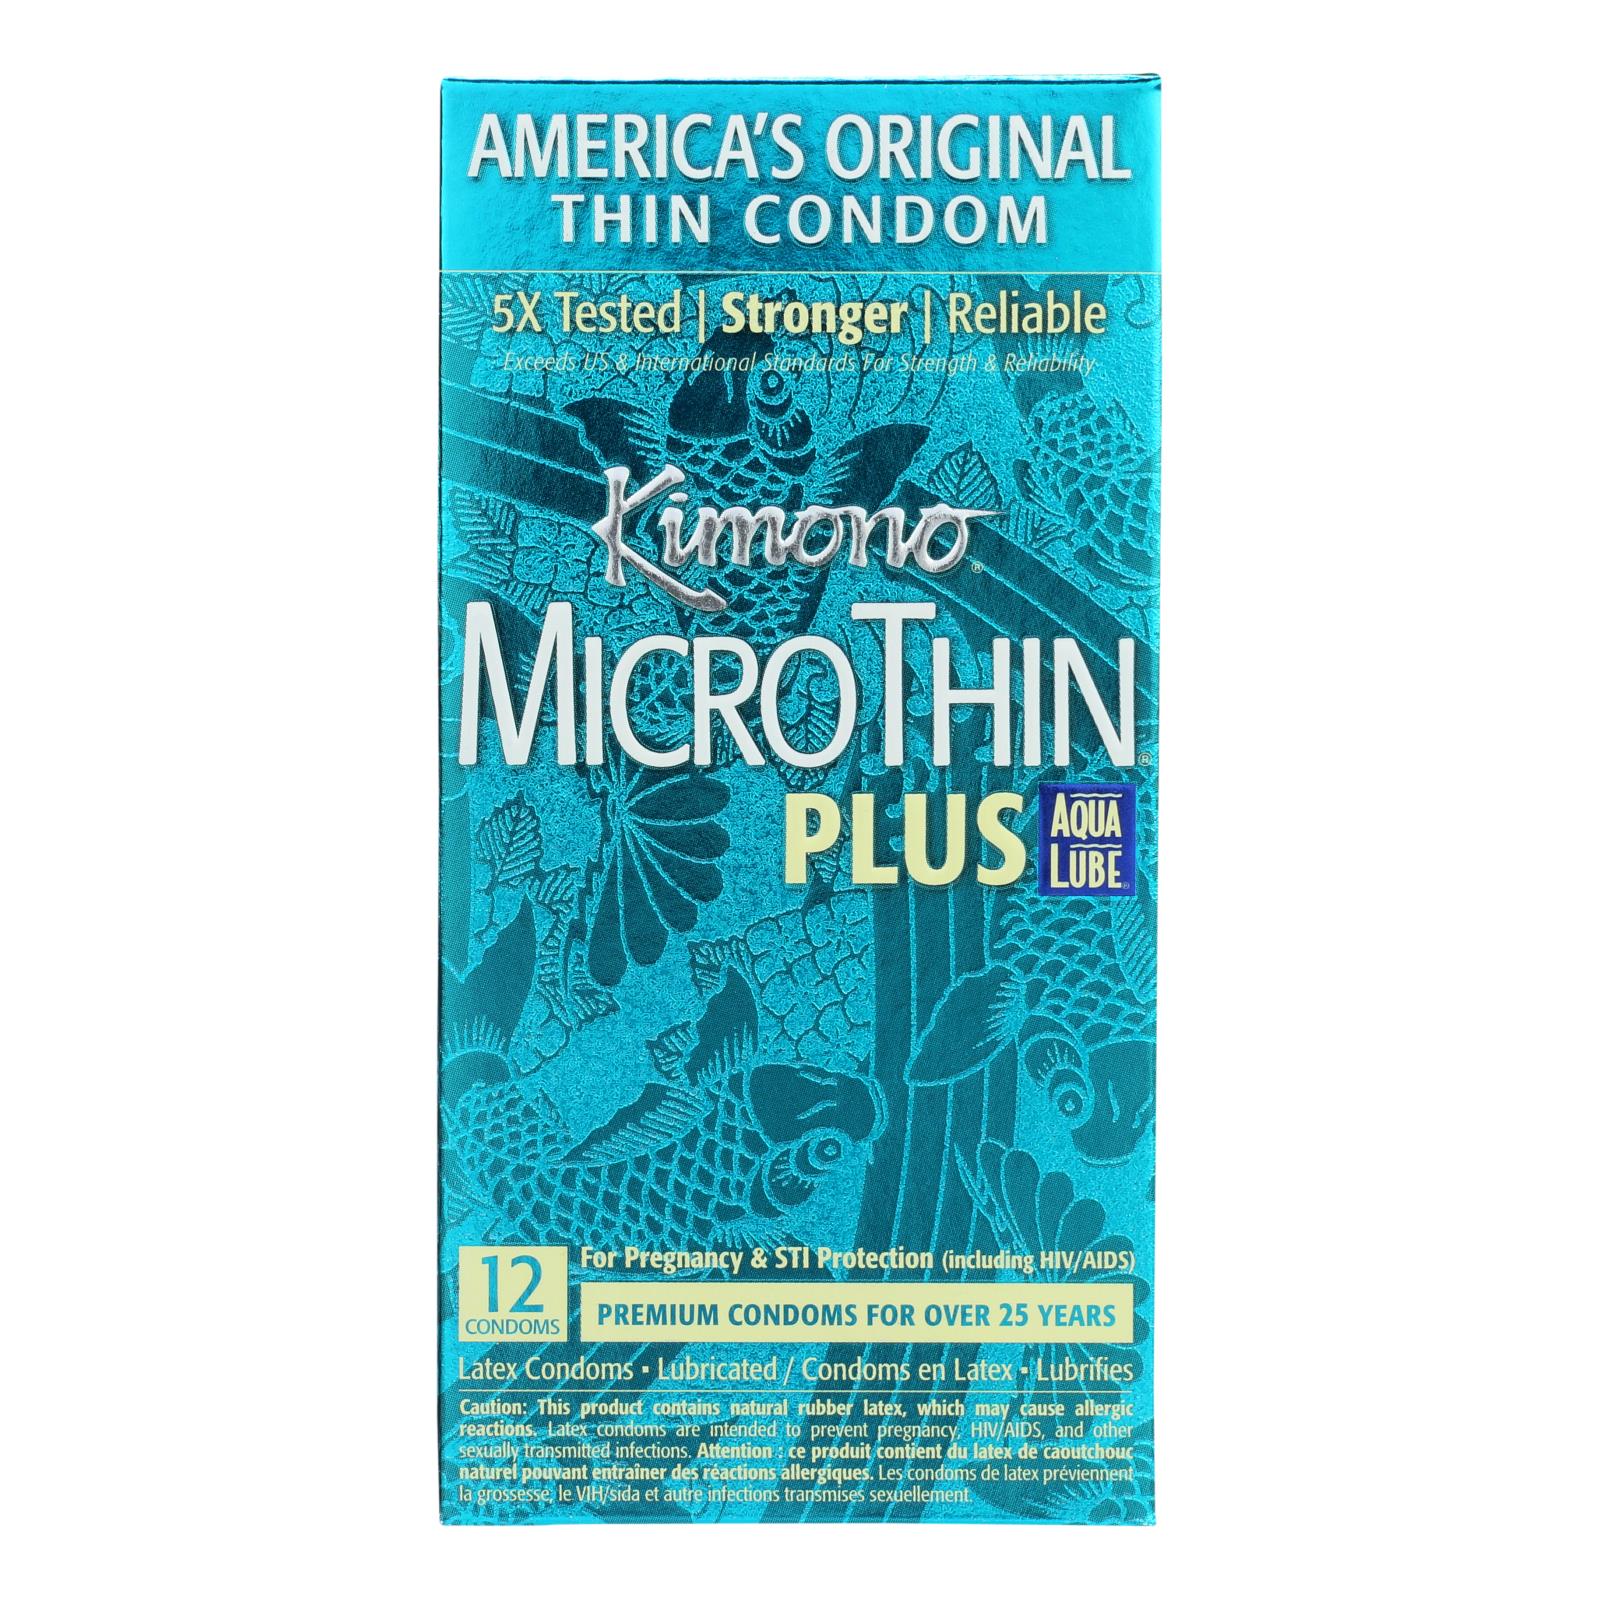 AMERICA'S ORIGINAL
THIN CONDOM
5X Tested | Stronger | Reliable
Exceeds US & International Standards For Strength & Reliability
Kimono®
MICROTHIN®
PLUS AQUA
LUBE®
12
CONDOMS
For Pregnancy & STI Protection (including HIV/AIDS)
PREMIUM CONDOMS FOR OVER 25 YEARS
Latex Condoms • Lubricated / Condoms en Latex • Lubrifies
Caution: This product contains natural rubber latex, which may cause allergic
reactions. Latex condoms are intended to prevent pregnancy, HIV/AIDS, and other
sexually transmitted infections. Attention : ce produit contient du latex de caoutchouc
naturel pouvant entraîner des réactions allergiques. Les condoms de latex préviennent
la grossesse, le VIH/sida et autre infections transmises sexuellement.